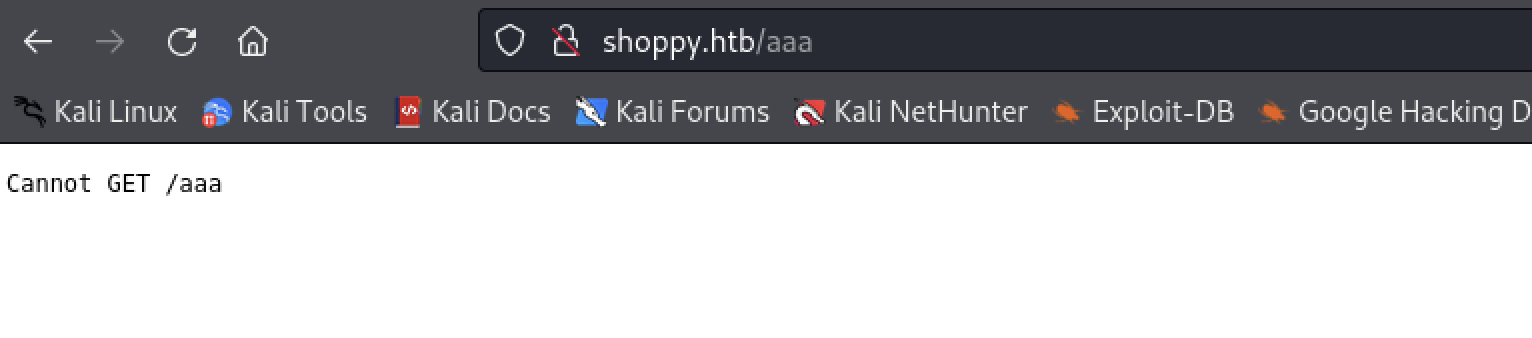 shoppy.htb/aaa
Kali Linux Kali Tools Kali Docs Kali Forums Kali NetHunter Exploit-DB Google Hacking D
Cannot GET /aaa